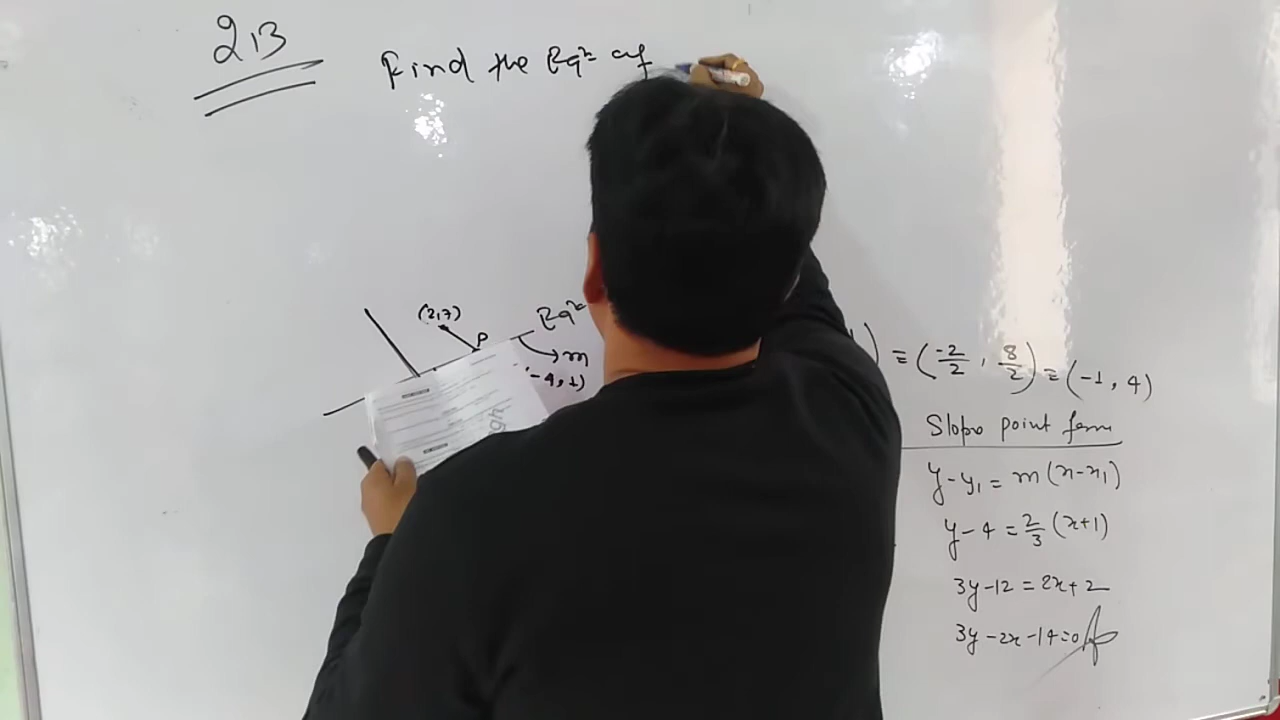 213
Find the Eqⁿ of
(2,7)
P
Eqⁿ
m
-4, 1)
) ≡ (-2/2 , 8/2) ≡ (-1, 4)
Slope point form
y-y₁ = m(x-x₁)
y-4 = 2/3 (x+1)
3y-12 = 2x+2
3y-2x-14=0